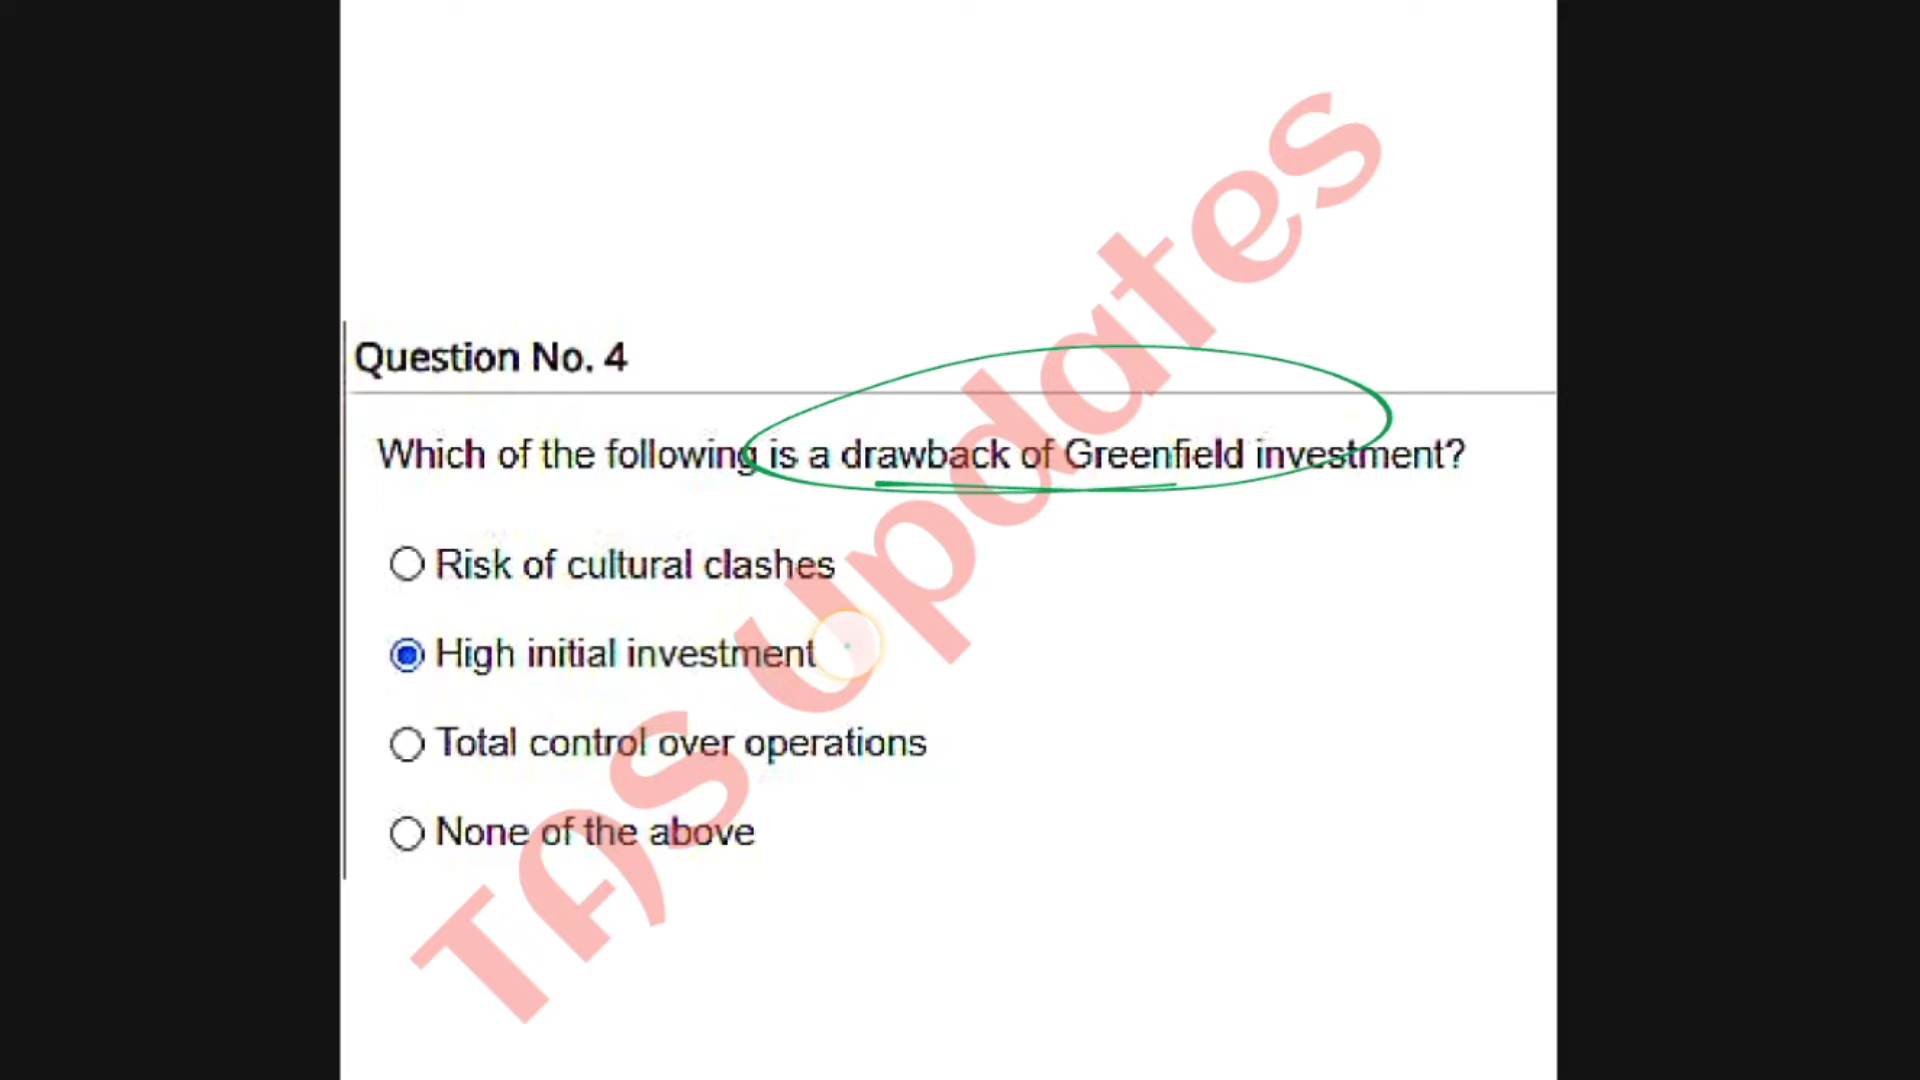 Question No. 4
Which of the following is a drawback of Greenfield investment?
Risk of cultural clashes
High initial investment
Total control over operations
None of the above
TAS Updates